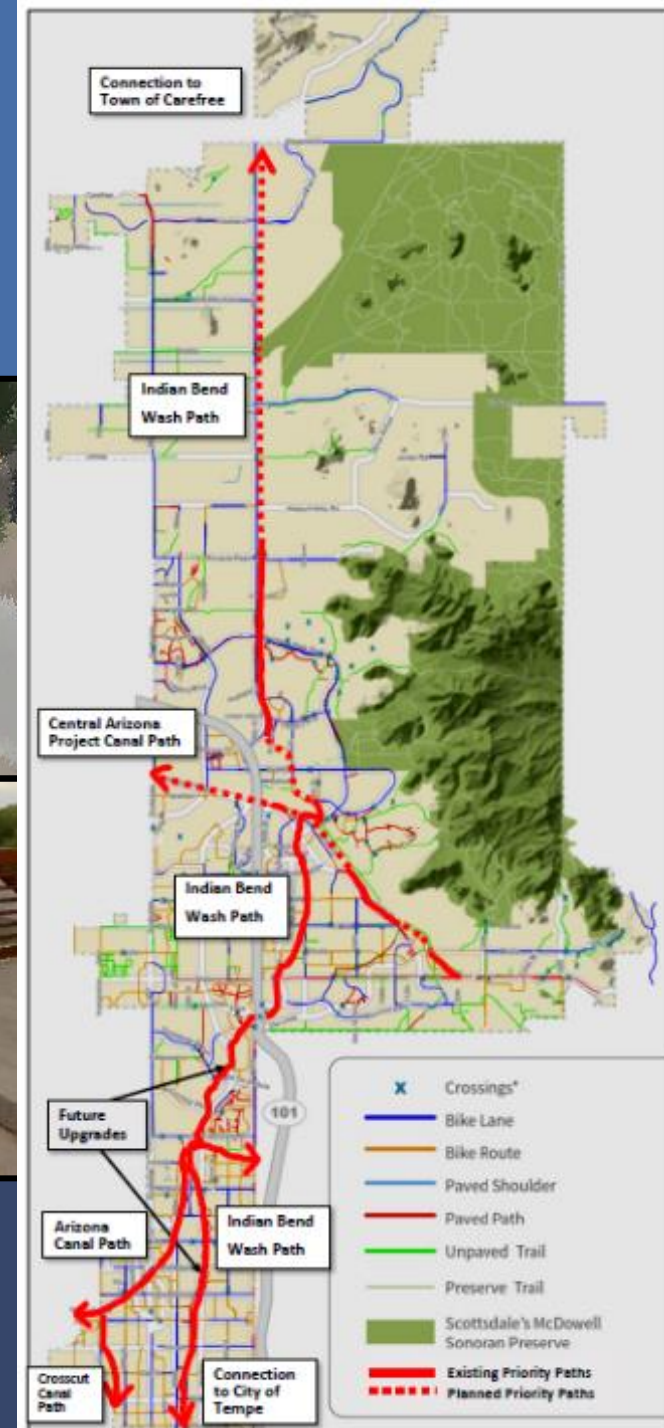 Connection to
Town of Carefree
Indian Bend
Wash Path
Central Arizona
Project Canal Path
Indian Bend
Wash Path
101
Future
Upgrades
Arizona
Canal Path
Indian Bend
Wash Path
Crosscut
Canal
Path
Connection
to City of
Tempe
X Crossings*
Bike Lane
Bike Route
Paved Shoulder
Paved Path
Unpaved Trail
Preserve Trail
Scottsdale's McDowell
Sonoran Preserve
Existing Priority Paths
Planned Priority Paths